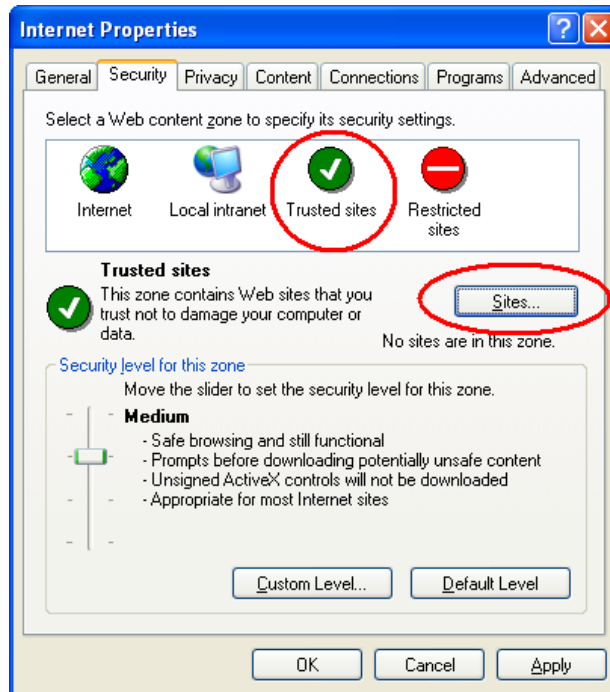 Internet Properties
General Security Privacy Content Connections Programs Advanced
Select a Web content zone to specify its security settings.
Internet Local intranet Trusted sites Restricted
sites
Trusted sites
This zone contains Web sites that you
trust not to damage your computer or
data.
Sites...
No sites are in this zone.
Security level for this zone
Move the slider to set the security level for this zone.
Medium
- Safe browsing and still functional
- Prompts before downloading potentially unsafe content
- Unsigned ActiveX controls will not be downloaded
- Appropriate for most Internet sites
Custom Level... Default Level
OK Cancel Apply